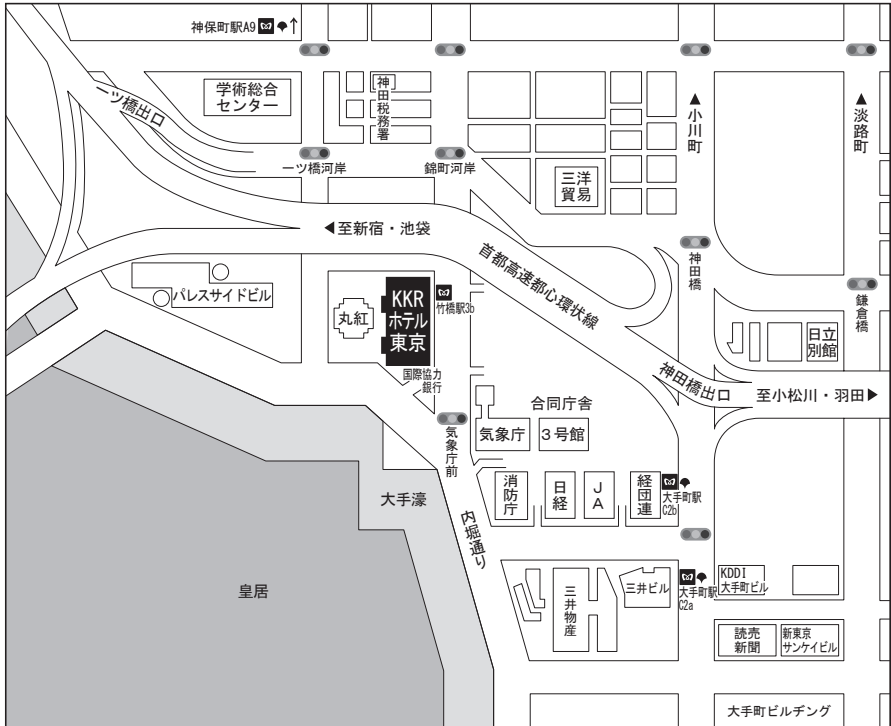 神保町駅A9 ↑
学術総合
センター
神田税務署
一ツ橋出口
▲小川町
▲淡路町
一ツ橋河岸
錦町河岸
三洋
貿易
◀至新宿・池袋
首都高速都心環状線
神田橋
鎌倉橋
パレスサイドビル
丸紅
KKR
ホテル
東京
竹橋駅3b
日立
別館
国際協力
銀行
神田橋出口
至小松川・羽田▶
合同庁舎
気象庁
3号館
気象庁前
消防庁
日経
JA
経団連
大手町駅
C2b
大手濠
内堀通り
皇居
三井物産
三井ビル
大手町駅
C2a
KDDI
大手町ビル
読売
新聞
新東京
サンケイビル
大手町ビルヂング